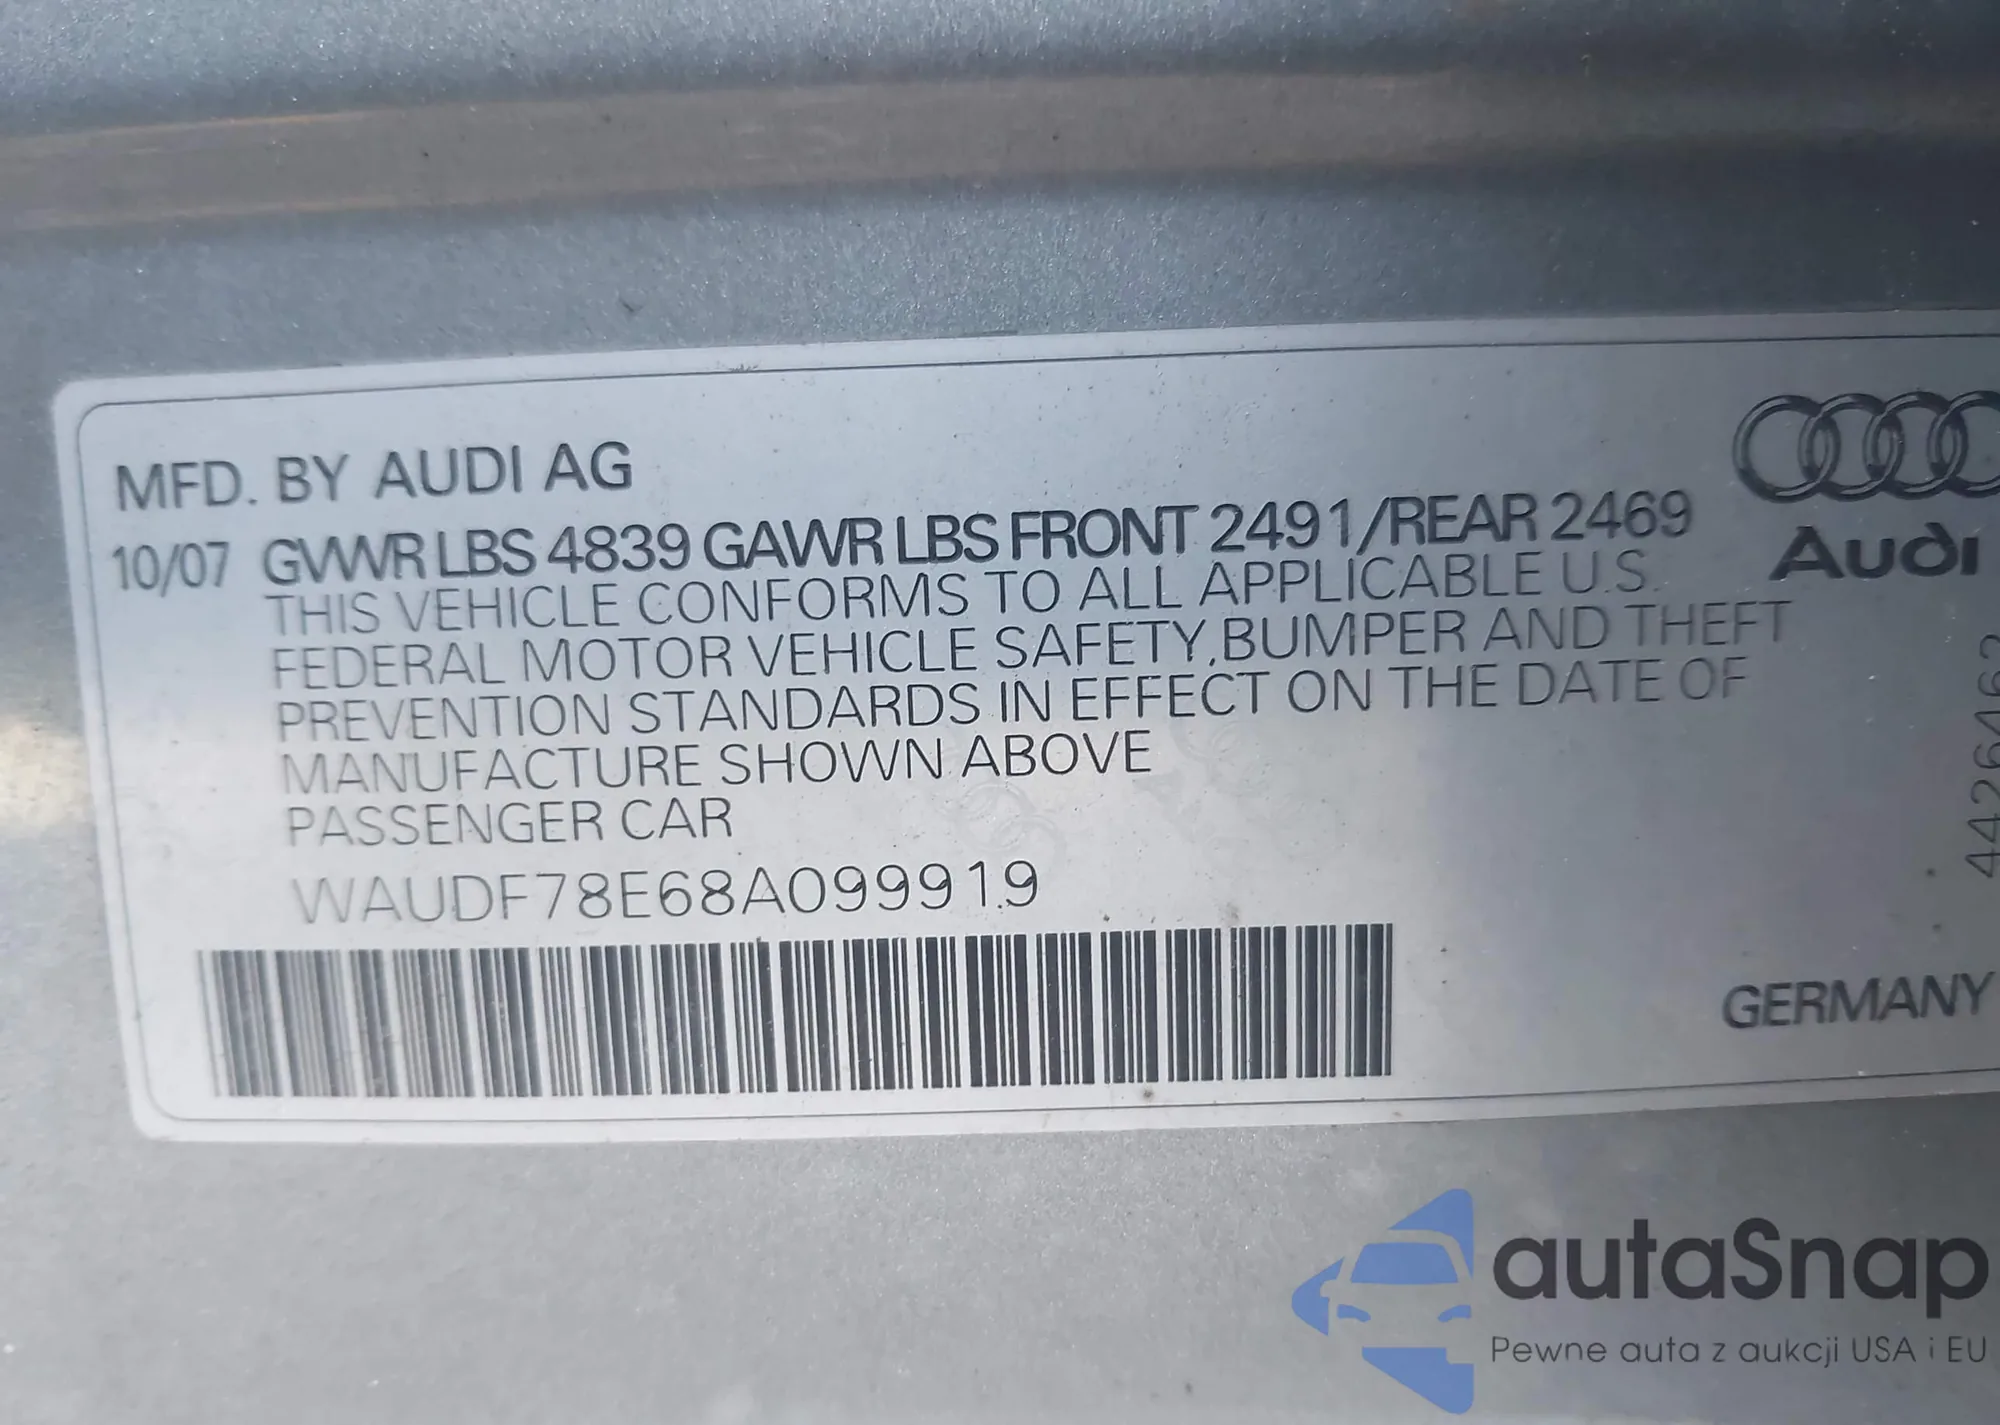 MFD. BY AUDI AG
10/07 GVWR LBS 4839 GAWR LBS FRONT 2491/REAR 2469
THIS VEHICLE CONFORMS TO ALL APPLICABLE U.S.
FEDERAL MOTOR VEHICLE SAFETY, BUMPER AND THEFT
PREVENTION STANDARDS IN EFFECT ON THE DATE OF
MANUFACTURE SHOWN ABOVE
PASSENGER CAR
WAUDF78E68A099919
Audi
4426462
GERMANY
autaSnap
Pewne auta z aukcji USA i EU